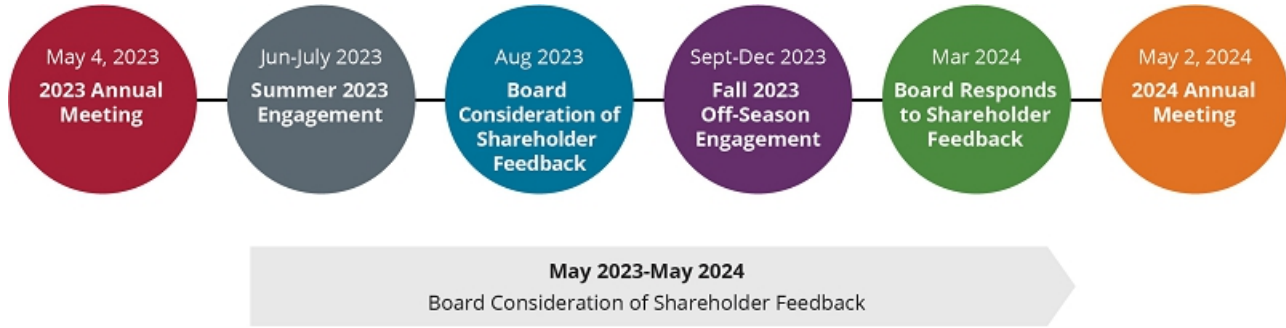 May 4, 2023
2023 Annual
Meeting
Jun-July 2023
Summer 2023
Engagement
Aug 2023
Board
Consideration of
Shareholder
Feedback
Sept-Dec 2023
Fall 2023
Off-Season
Engagement
Mar 2024
Board Responds
to Shareholder
Feedback
May 2, 2024
2024 Annual
Meeting
May 2023-May 2024
Board Consideration of Shareholder Feedback